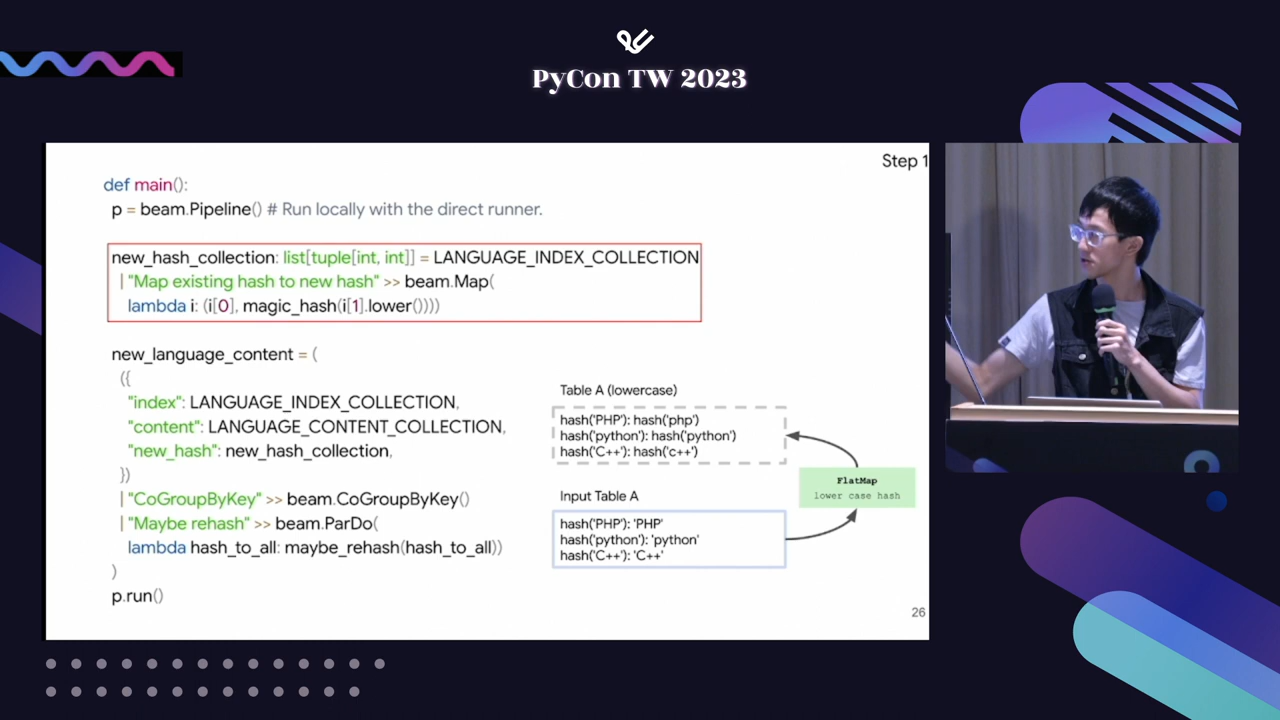 PyCon TW 2023
Step 1
def main():
p = beam.Pipeline() # Run locally with the direct runner.
new_hash_collection: list[tuple[int, int]] = LANGUAGE_INDEX_COLLECTION
| "Map existing hash to new hash" >> beam.Map(
lambda i: (i[0], magic_hash(i[1].lower())))
new_language_content = (
({
"index": LANGUAGE_INDEX_COLLECTION,
"content": LANGUAGE_CONTENT_COLLECTION,
"new_hash": new_hash_collection,
})
| "CoGroupByKey" >> beam.CoGroupByKey()
| "Maybe rehash" >> beam.ParDo(
lambda hash_to_all: maybe_rehash(hash_to_all))
)
p.run()
Table A (lowercase)
hash('PHP'): hash('php')
hash('python'): hash('python')
hash('C++'): hash('c++')
FlatMap
lower case hash
Input Table A
hash('PHP'): 'PHP'
hash('python'): 'python'
hash('C++'): 'C++'
26